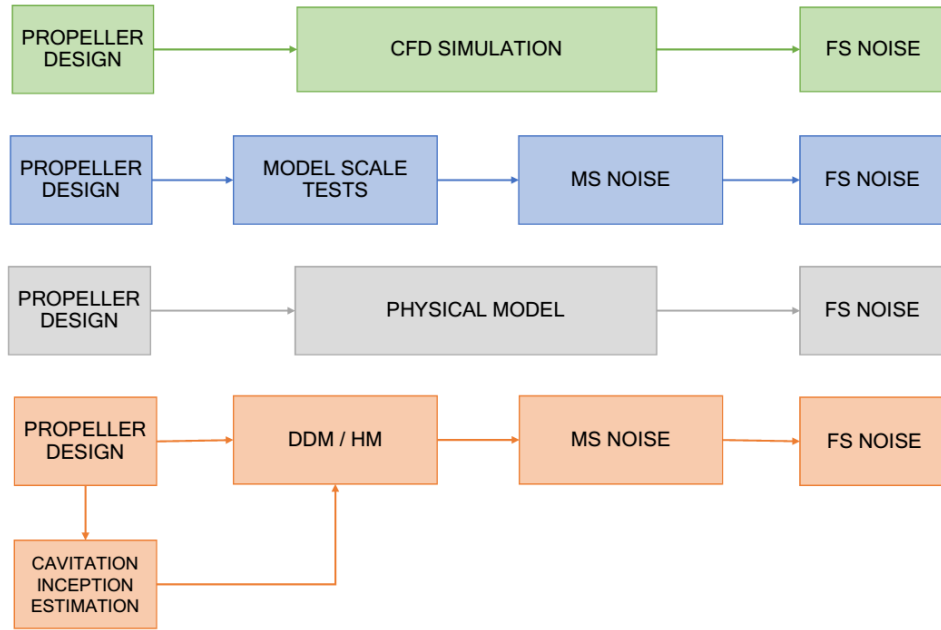 PROPELLER
DESIGN
CFD SIMULATION
FS NOISE
PROPELLER
DESIGN
MODEL SCALE
TESTS
MS NOISE
FS NOISE
PROPELLER
DESIGN
PHYSICAL MODEL
FS NOISE
PROPELLER
DESIGN
DDM / HM
MS NOISE
FS NOISE
CAVITATION
INCEPTION
ESTIMATION